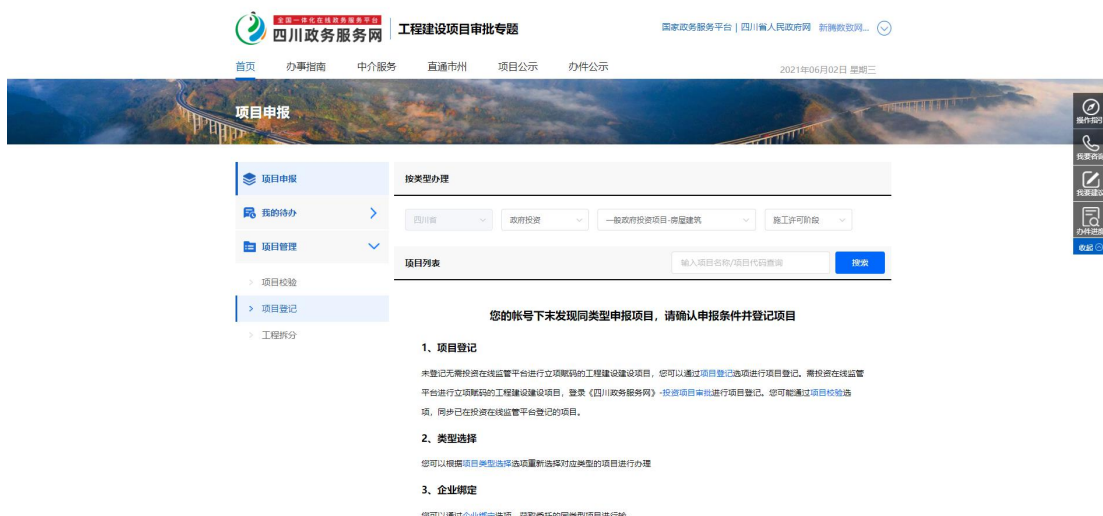 全国一体化在线政务服务平台
四川政务服务网
工程建设项目审批专题
国家政务服务平台 | 四川省人民政府网 新腾数致网... 
首页 办事指南 中介服务 直通市州 项目公示 办件公示
2021年06月02日 星期三
项目申报
操作指引
我要咨询
我要建议
办件进度
收起
项目申报
我的待办
项目管理
项目校验
项目登记
工程拆分
按类型办理
四川省 政府投资 一般政府投资项目-房屋建筑 施工许可阶段
项目列表
输入项目名称/项目代码查询 搜索
您的帐号下未发现同类型申报项目，请确认申报条件并登记项目
1、项目登记
未登记无需投资在线监管平台进行立项赋码的工程建设建设项目，您可以通过项目登记选项进行项目登记。需投资在线监管
平台进行立项赋码的工程建设建设项目，登录《四川政务服务网》-投资项目审批进行项目登记。您可能通过项目校验选
项，同步已在投资在线监管平台登记的项目。
2、类型选择
您可以根据项目类型选择选项重新选择对应类型的项目进行办理
3、企业绑定